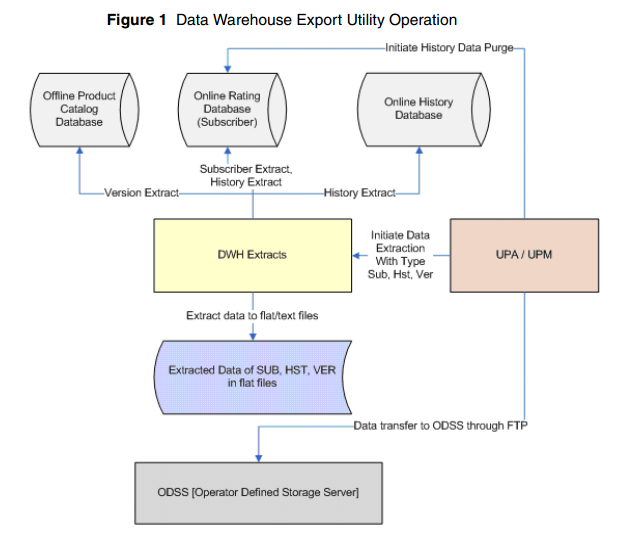 Figure 1 Data Warehouse Export Utility Operation
Initiate History Data Purge
Offline Product
Catalog
Database
Online Rating
Database
(Subscriber)
Online History
Database
Subscriber Extract,
History Extract
Version Extract
History Extract
DWH Extracts
Initiate Data
Extraction
With Type
Sub, Hst, Ver
UPA / UPM
Extract data to flat/text files
Extracted Data of SUB, HST, VER
in flat files
Data transfer to ODSS through FTP
ODSS [Operator Defined Storage Server]